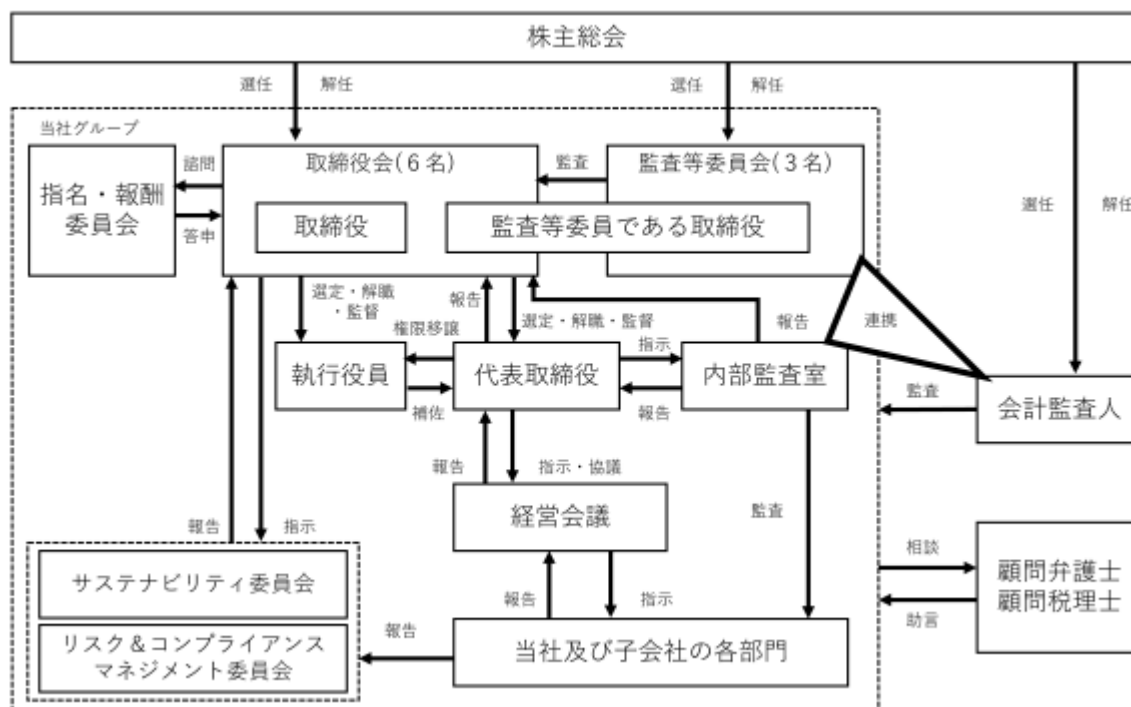 株主総会
選任
解任
選任
解任
選任
解任
当社グループ
指名・報酬
委員会
諮問
答申
取締役会(6名)
取締役
監査
監査等委員会(3名)
監査等委員である取締役
選定・解職
・監督
報告
選定・解職・監督
報告
連携
権限移譲
指示
執行役員
代表取締役
内部監査室
補佐
報告
監査
会計監査人
報告
指示・協議
経営会議
監査
報告
指示
相談
助言
顧問弁護士
顧問税理士
サステナビリティ委員会
リスク&コンプライアンス
マネジメント委員会
報告
報告
指示
当社及び子会社の各部門